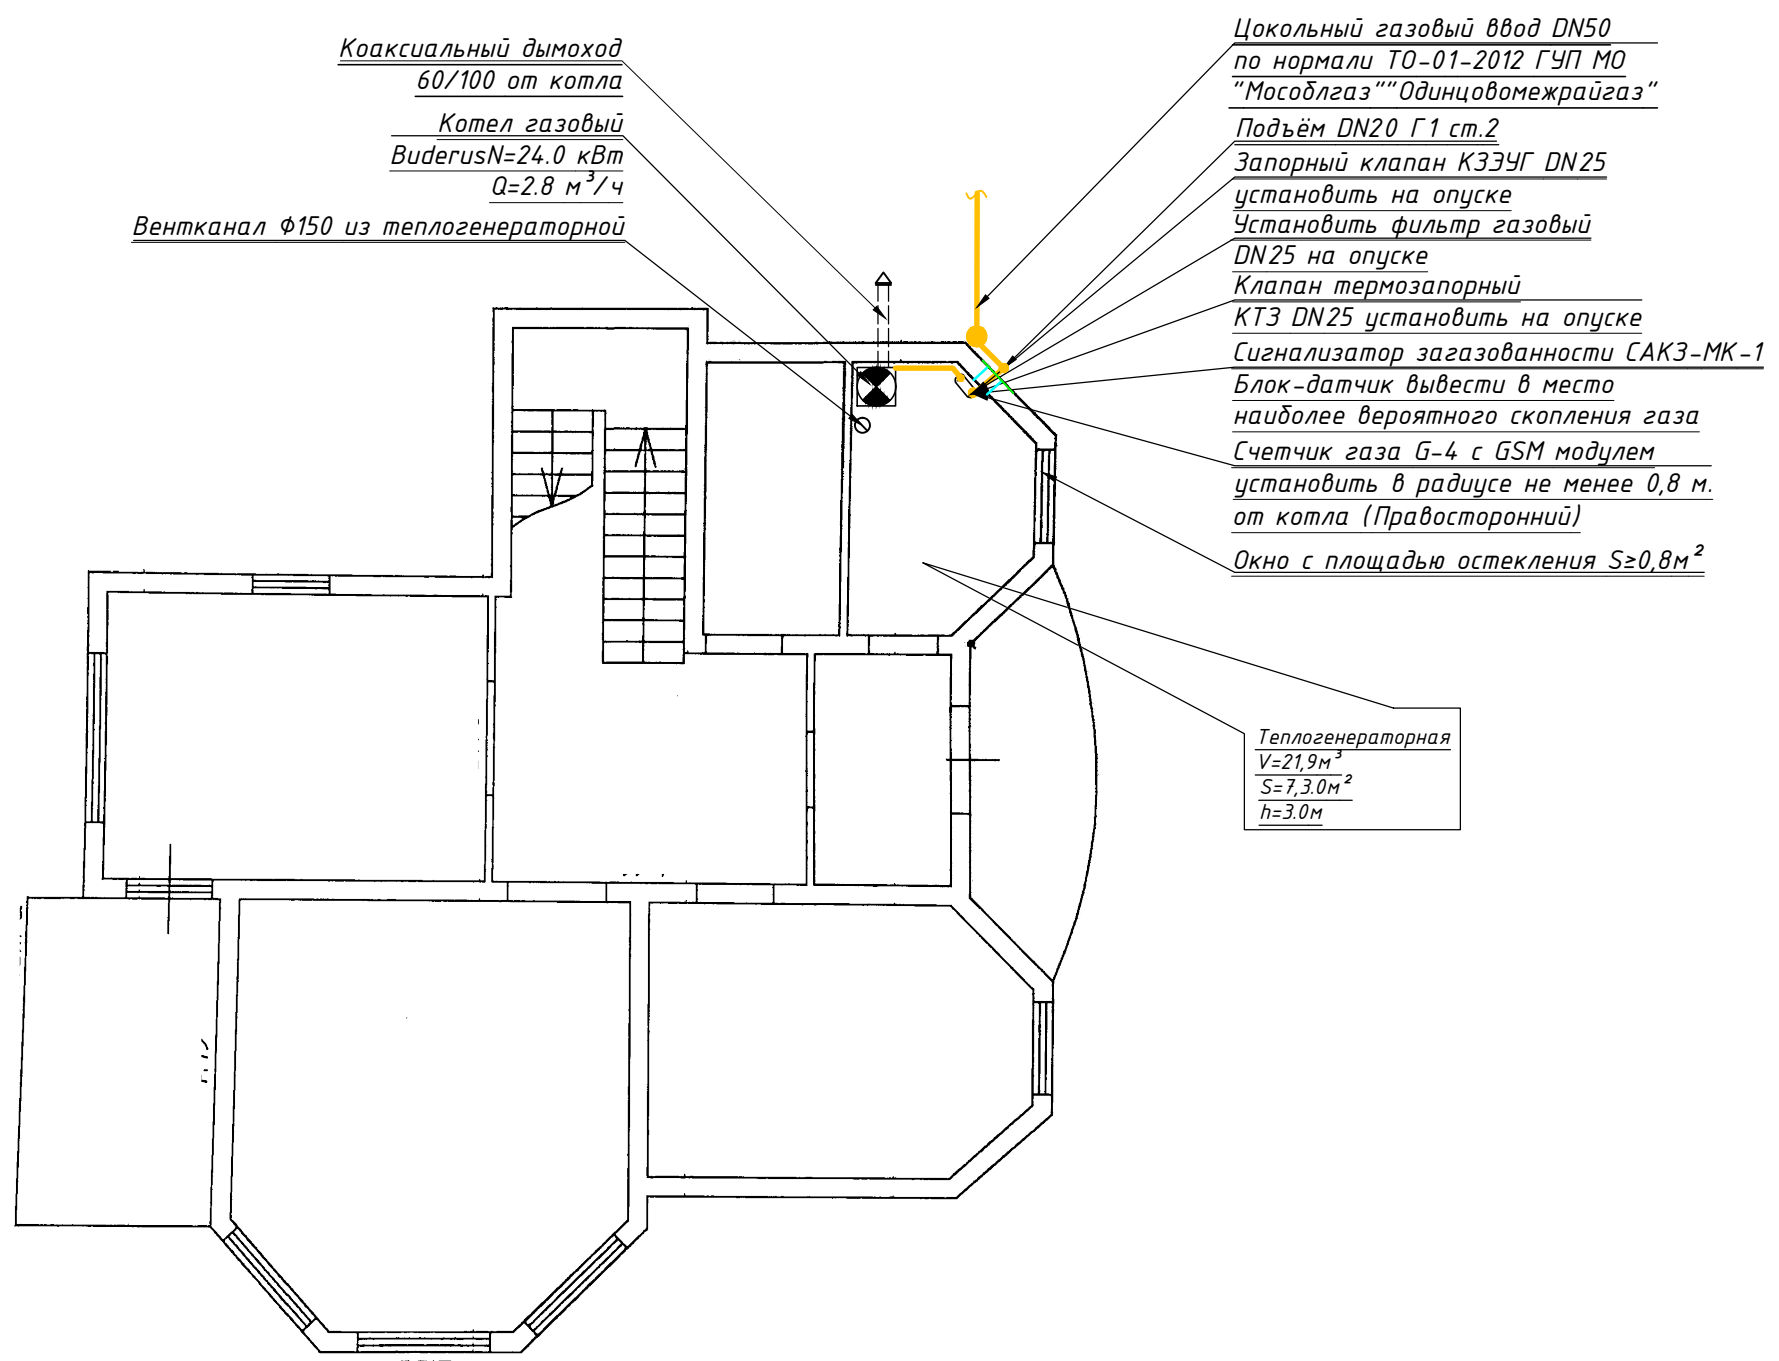 Коаксиальный дымоход
60/100 от котла
Котел газовый
BuderusN=24.0 кВт
Q=2.8 м³/ч
Вентканал Ф150 из теплогенераторной
Цокольный газовый ввод DN50
по нормали ТО-01-2012 ГУП МО
"Мособлгаз""Одинцовомежрайгаз"
Подъём DN20 Г1 ст.2
Запорный клапан КЗЭУГ DN25
установить на опуске
Установить фильтр газовый
DN25 на опуске
Клапан термозапорный
КТЗ DN25 установить на опуске
Сигнализатор загазованности САКЗ-МК-1
Блок-датчик вывести в место
наиболее вероятного скопления газа
Счетчик газа G-4 с GSM модулем
установить в радиусе не менее 0,8 м.
от котла (Правосторонний)
Окно с площадью остекления S≥0,8м²
Теплогенераторная
V=21,9м³
S=7,3.0м²
h=3.0м